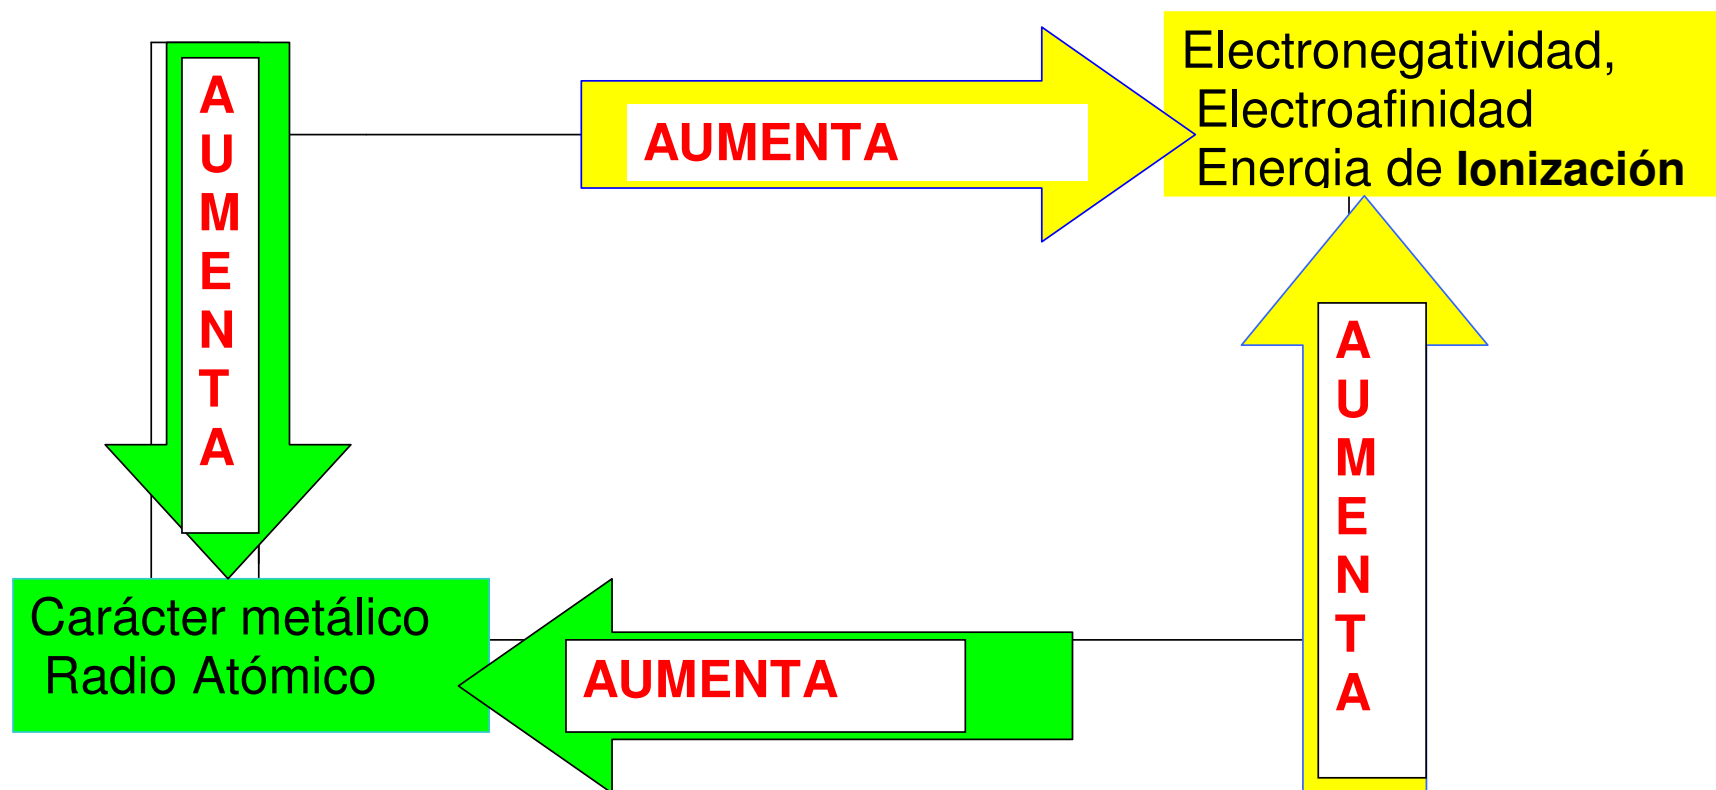 A
U
M
E
N
T
A
AUMENTA
Electronegatividad,
Electroafinidad
Energia de Ionización
A
U
M
E
N
T
A
Carácter metálico
Radio Atómico
AUMENTA